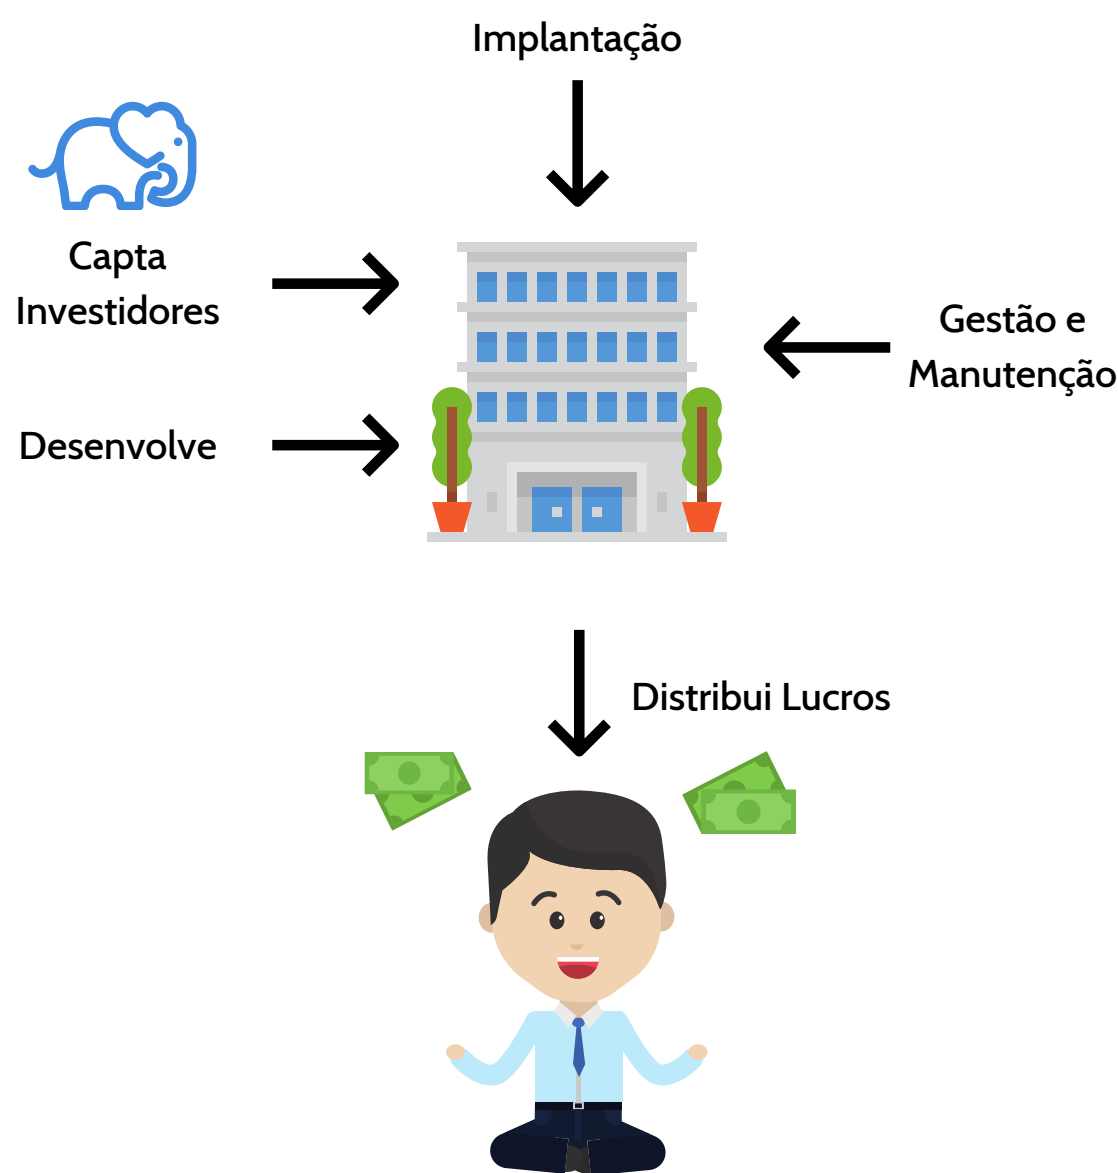 Implantação
Capta
Investidores
Gestão e
Manutenção
Desenvolve
Distribui Lucros